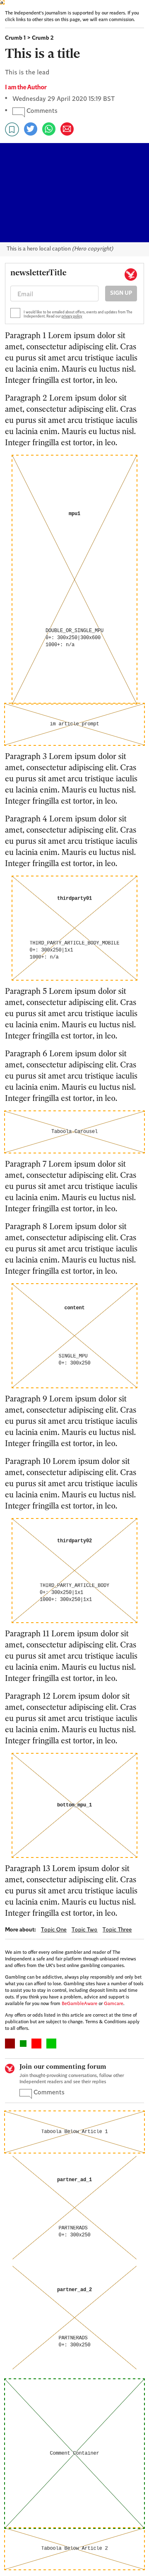 The Independent's journalism is supported by our readers. If you
click links to other sites on this page, we will earn commission.
Crumb 1 > Crumb 2
This is a title
This is the lead
I am the Author
• Wednesday 29 April 2020 15:19 BST
• Comments
This is a hero local caption (Hero copyright)
newsletterTitle
Email
SIGN UP
I would like to be emailed about offers, events and updates from The
Independent. Read our privacy policy
Paragraph 1 Lorem ipsum dolor sit
amet, consectetur adipiscing elit. Cras
eu purus sit amet arcu tristique iaculis
eu lacinia enim. Mauris eu luctus nisl.
Integer fringilla est tortor, in leo.
Paragraph 2 Lorem ipsum dolor sit
amet, consectetur adipiscing elit. Cras
eu purus sit amet arcu tristique iaculis
eu lacinia enim. Mauris eu luctus nisl.
Integer fringilla est tortor, in leo.
mpu1
DOUBLE_OR_SINGLE_MPU
0+: 300x250|300x600
1000+: n/a
in article prompt
Paragraph 3 Lorem ipsum dolor sit
amet, consectetur adipiscing elit. Cras
eu purus sit amet arcu tristique iaculis
eu lacinia enim. Mauris eu luctus nisl.
Integer fringilla est tortor, in leo.
Paragraph 4 Lorem ipsum dolor sit
amet, consectetur adipiscing elit. Cras
eu purus sit amet arcu tristique iaculis
eu lacinia enim. Mauris eu luctus nisl.
Integer fringilla est tortor, in leo.
thirdparty01
THIRD_PARTY_ARTICLE_BODY_MOBILE
0+: 300x250|1x1
1000+: n/a
Paragraph 5 Lorem ipsum dolor sit
amet, consectetur adipiscing elit. Cras
eu purus sit amet arcu tristique iaculis
eu lacinia enim. Mauris eu luctus nisl.
Integer fringilla est tortor, in leo.
Paragraph 6 Lorem ipsum dolor sit
amet, consectetur adipiscing elit. Cras
eu purus sit amet arcu tristique iaculis
eu lacinia enim. Mauris eu luctus nisl.
Integer fringilla est tortor, in leo.
Taboola Carousel
Paragraph 7 Lorem ipsum dolor sit
amet, consectetur adipiscing elit. Cras
eu purus sit amet arcu tristique iaculis
eu lacinia enim. Mauris eu luctus nisl.
Integer fringilla est tortor, in leo.
Paragraph 8 Lorem ipsum dolor sit
amet, consectetur adipiscing elit. Cras
eu purus sit amet arcu tristique iaculis
eu lacinia enim. Mauris eu luctus nisl.
Integer fringilla est tortor, in leo.
content
SINGLE_MPU
0+: 300x250
Paragraph 9 Lorem ipsum dolor sit
amet, consectetur adipiscing elit. Cras
eu purus sit amet arcu tristique iaculis
eu lacinia enim. Mauris eu luctus nisl.
Integer fringilla est tortor, in leo.
Paragraph 10 Lorem ipsum dolor sit
amet, consectetur adipiscing elit. Cras
eu purus sit amet arcu tristique iaculis
eu lacinia enim. Mauris eu luctus nisl.
Integer fringilla est tortor, in leo.
thirdparty02
THIRD_PARTY_ARTICLE_BODY
0+: 300x250|1x1
1000+: 300x250|1x1
Paragraph 11 Lorem ipsum dolor sit
amet, consectetur adipiscing elit. Cras
eu purus sit amet arcu tristique iaculis
eu lacinia enim. Mauris eu luctus nisl.
Integer fringilla est tortor, in leo.
Paragraph 12 Lorem ipsum dolor sit
amet, consectetur adipiscing elit. Cras
eu purus sit amet arcu tristique iaculis
eu lacinia enim. Mauris eu luctus nisl.
Integer fringilla est tortor, in leo.
bottom_mpu_1
Paragraph 13 Lorem ipsum dolor sit
amet, consectetur adipiscing elit. Cras
eu purus sit amet arcu tristique iaculis
eu lacinia enim. Mauris eu luctus nisl.
Integer fringilla est tortor, in leo.
More about: Topic One Topic Two Topic Three
We aim to offer every online gambler and reader of The
Independent a safe and fair platform through unbiased reviews
and offers from the UK's best online gambling companies.
Gambling can be addictive, always play responsibly and only bet
what you can afford to lose. Gambling sites have a number of tools
to assist you to stay in control, including deposit limits and time
outs. If you think you may have a problem, advice and support is
available for you now from BeGambleAware or Gamcare.
Any offers or odds listed in this article are correct at the time of
publication but are subject to change. Terms & Conditions apply
to all offers.
Join our commenting forum
Join thought-provoking conversations, follow other
Independent readers and see their replies
Comments
Taboola Below Article 1
partner_ad_1
PARTNERADS
0+: 300x250
partner_ad_2
PARTNERADS
0+: 300x250
Comment Container
Taboola Below Article 2